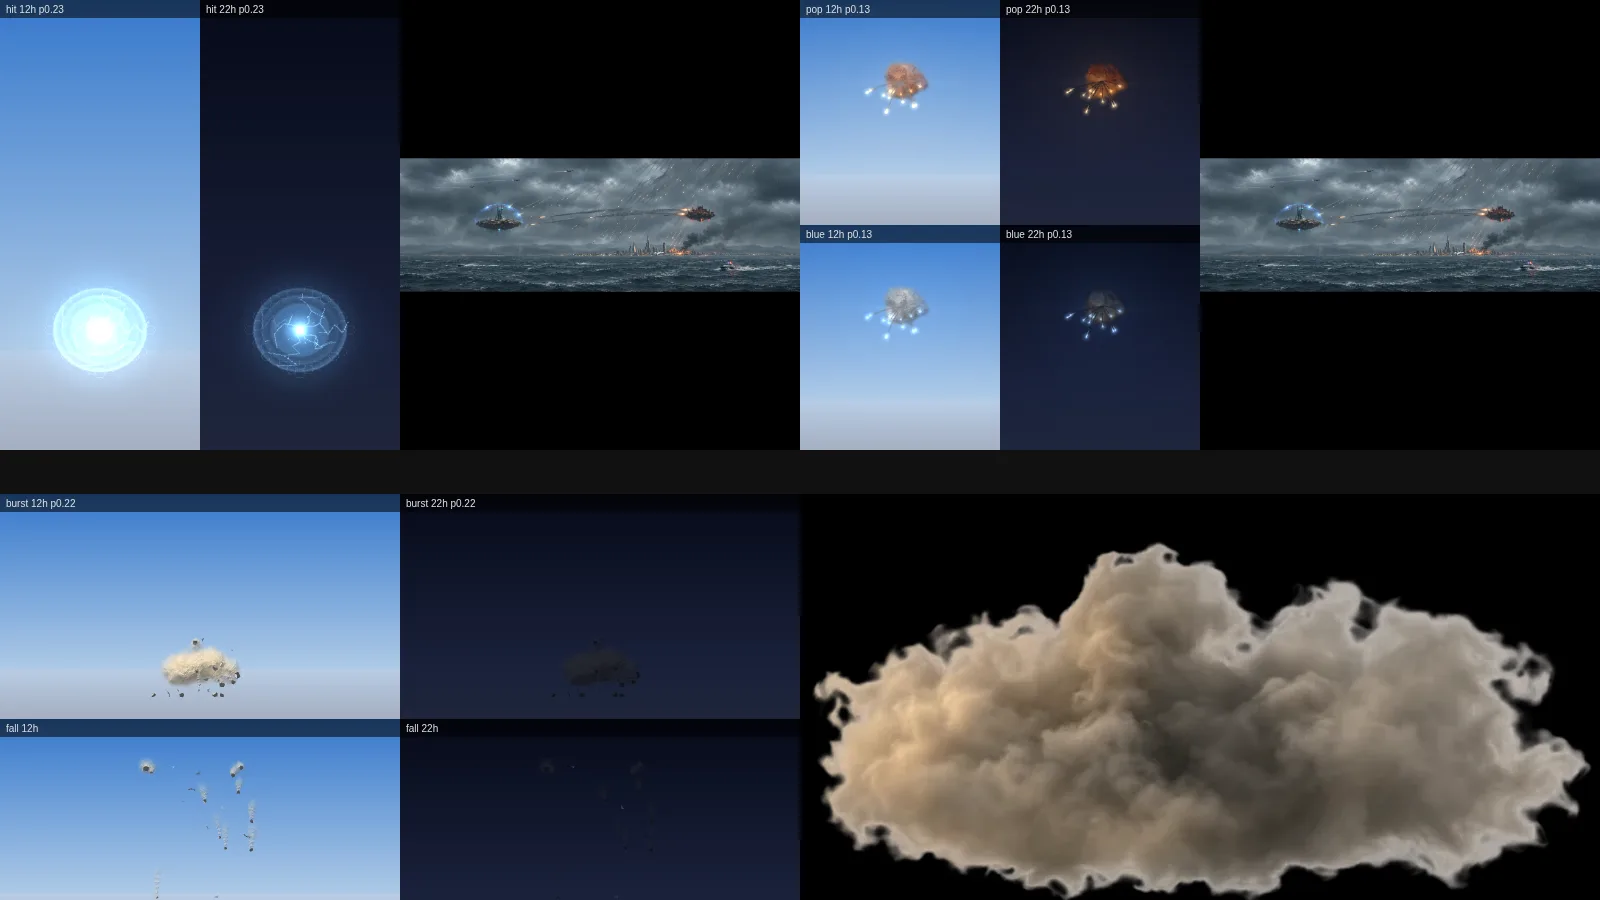 hit 12h p0.23
hit 22h p0.23
pop 12h p0.13
pop 22h p0.13
blue 12h p0.13
blue 22h p0.13
burst 12h p0.22
burst 22h p0.22
fall 12h
fall 22h